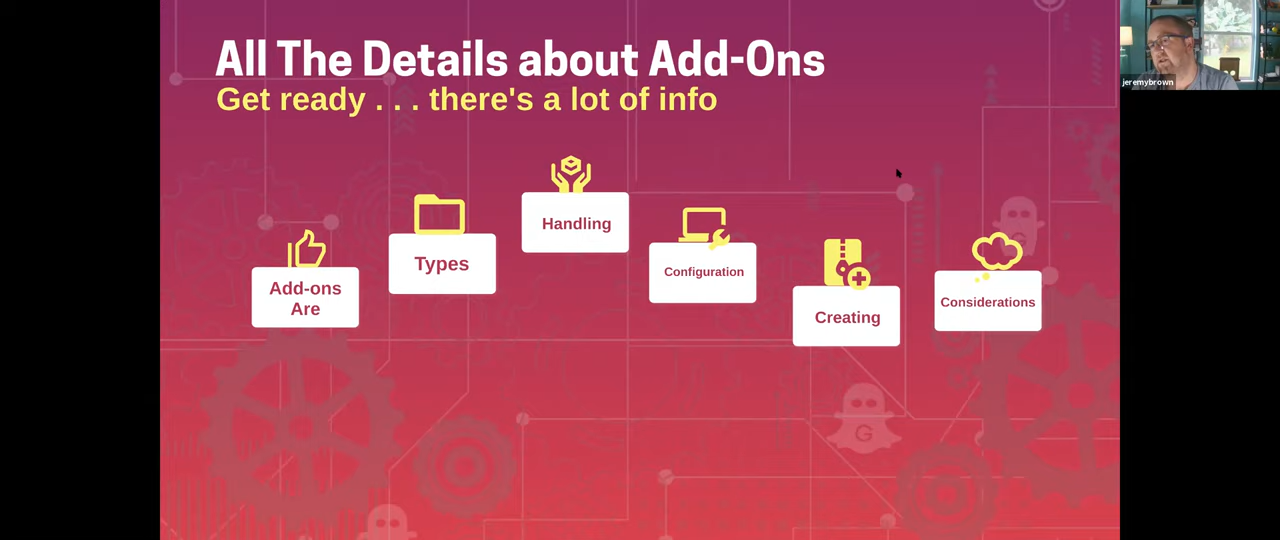 All The Details about Add-Ons
Get ready . . . there's a lot of info
jeremybrown
Handling
Types
Configuration
Add-ons
Are
Creating
Considerations
G
G